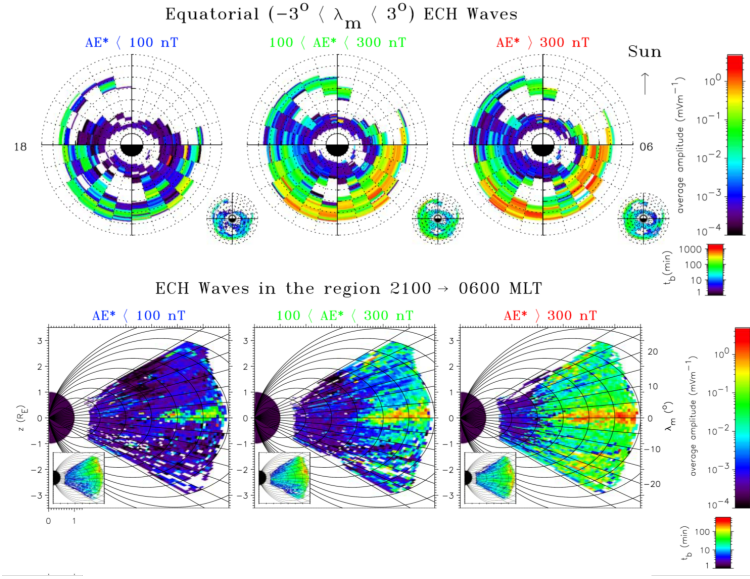 Equatorial (−3° ⟨ λm ⟨ 3°) ECH Waves
AE* ⟨ 100 nT
100 ⟨ AE* ⟨ 300 nT
AE* ⟩ 300 nT
Sun
↑
18
06
average amplitude (mVm⁻¹)
10⁰
10⁻¹
10⁻²
10⁻³
10⁻⁴
tb(min)
1000
100
10
1
ECH Waves in the region 2100 → 0600 MLT
AE* ⟨ 100 nT
100 ⟨ AE* ⟨ 300 nT
AE* ⟩ 300 nT
z (RE)
3
2
1
0
−1
−2
−3
0 1
λm (°)
20
10
0
−10
−20
average amplitude (mVm⁻¹)
10⁰
10⁻¹
10⁻²
10⁻³
10⁻⁴
tb (min)
100
10
1